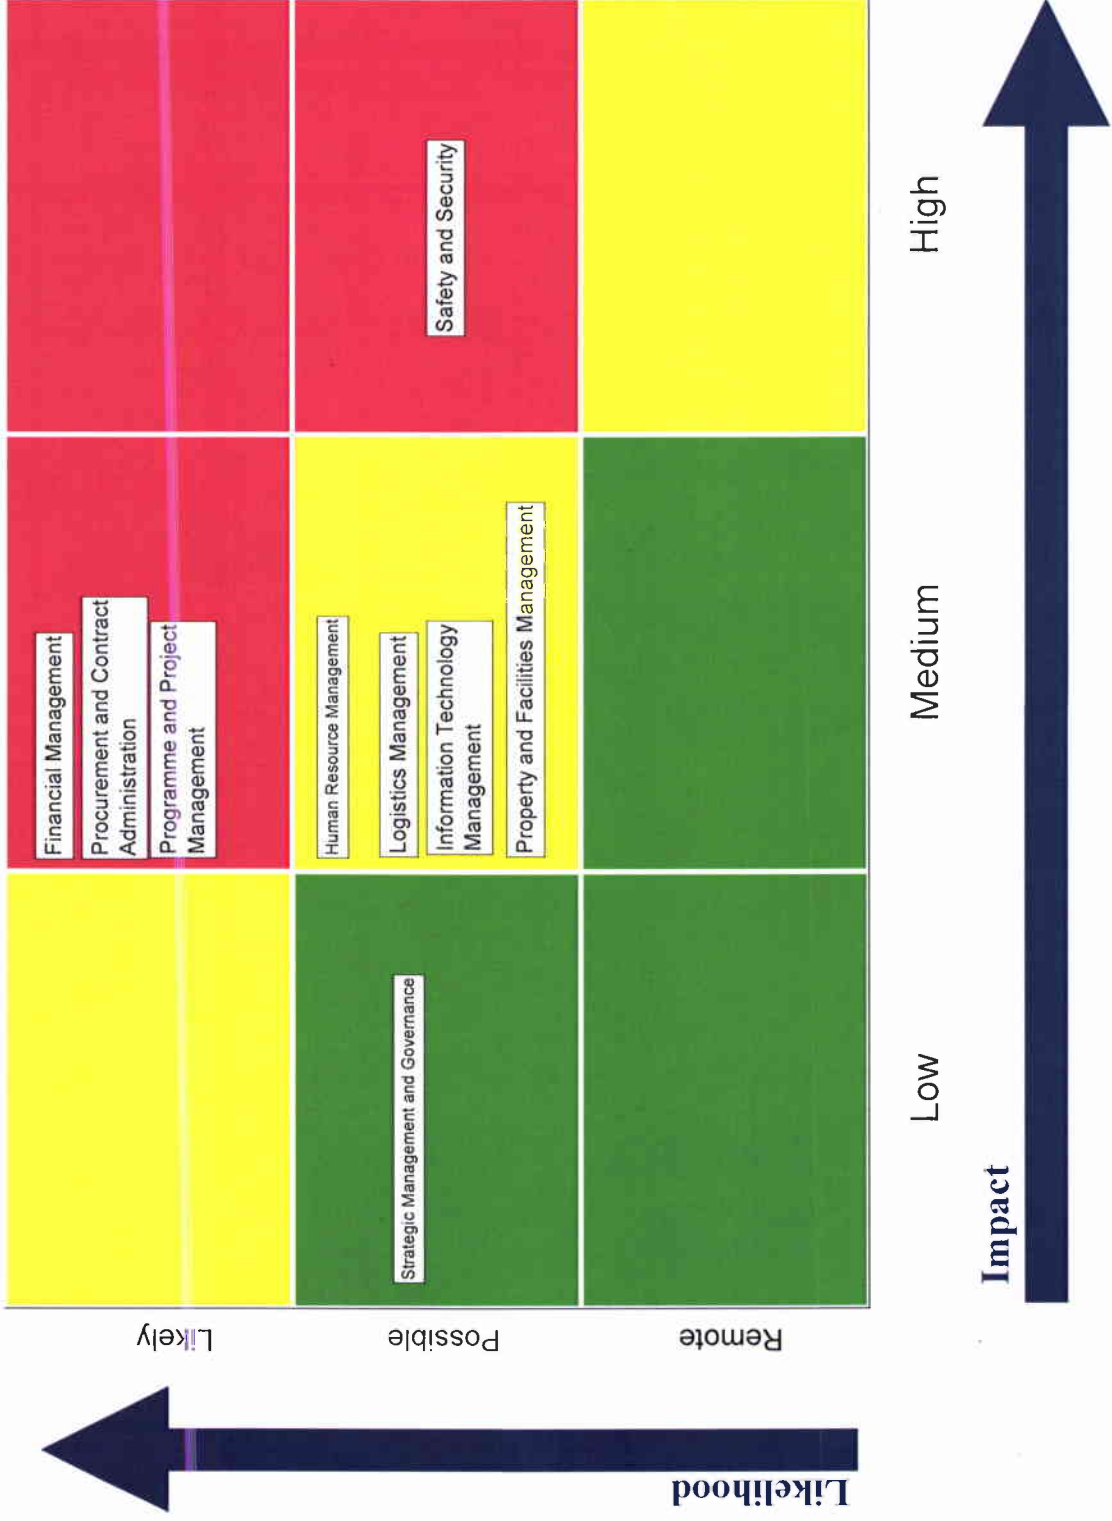 Likelihood
Likely
Possible
Remote
Financial Management
Procurement and Contract
Administration
Programme and Project
Management
Human Resource Management
Logistics Management
Information Technology
Management
Property and Facilities Management
Strategic Management and Governance
Safety and Security
Low
Medium
High
Impact